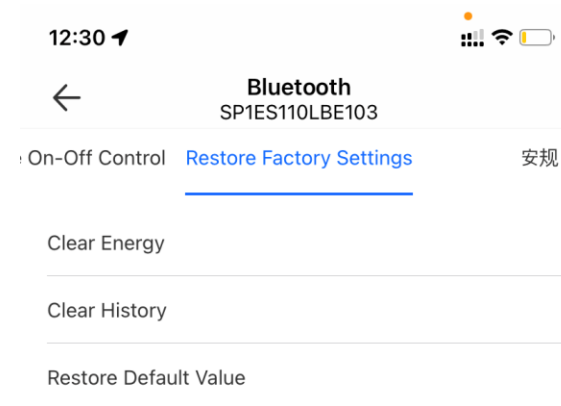 12:30
Bluetooth
SP1ES110LBE103
On-Off Control Restore Factory Settings 安规
Clear Energy
Clear History
Restore Default Value